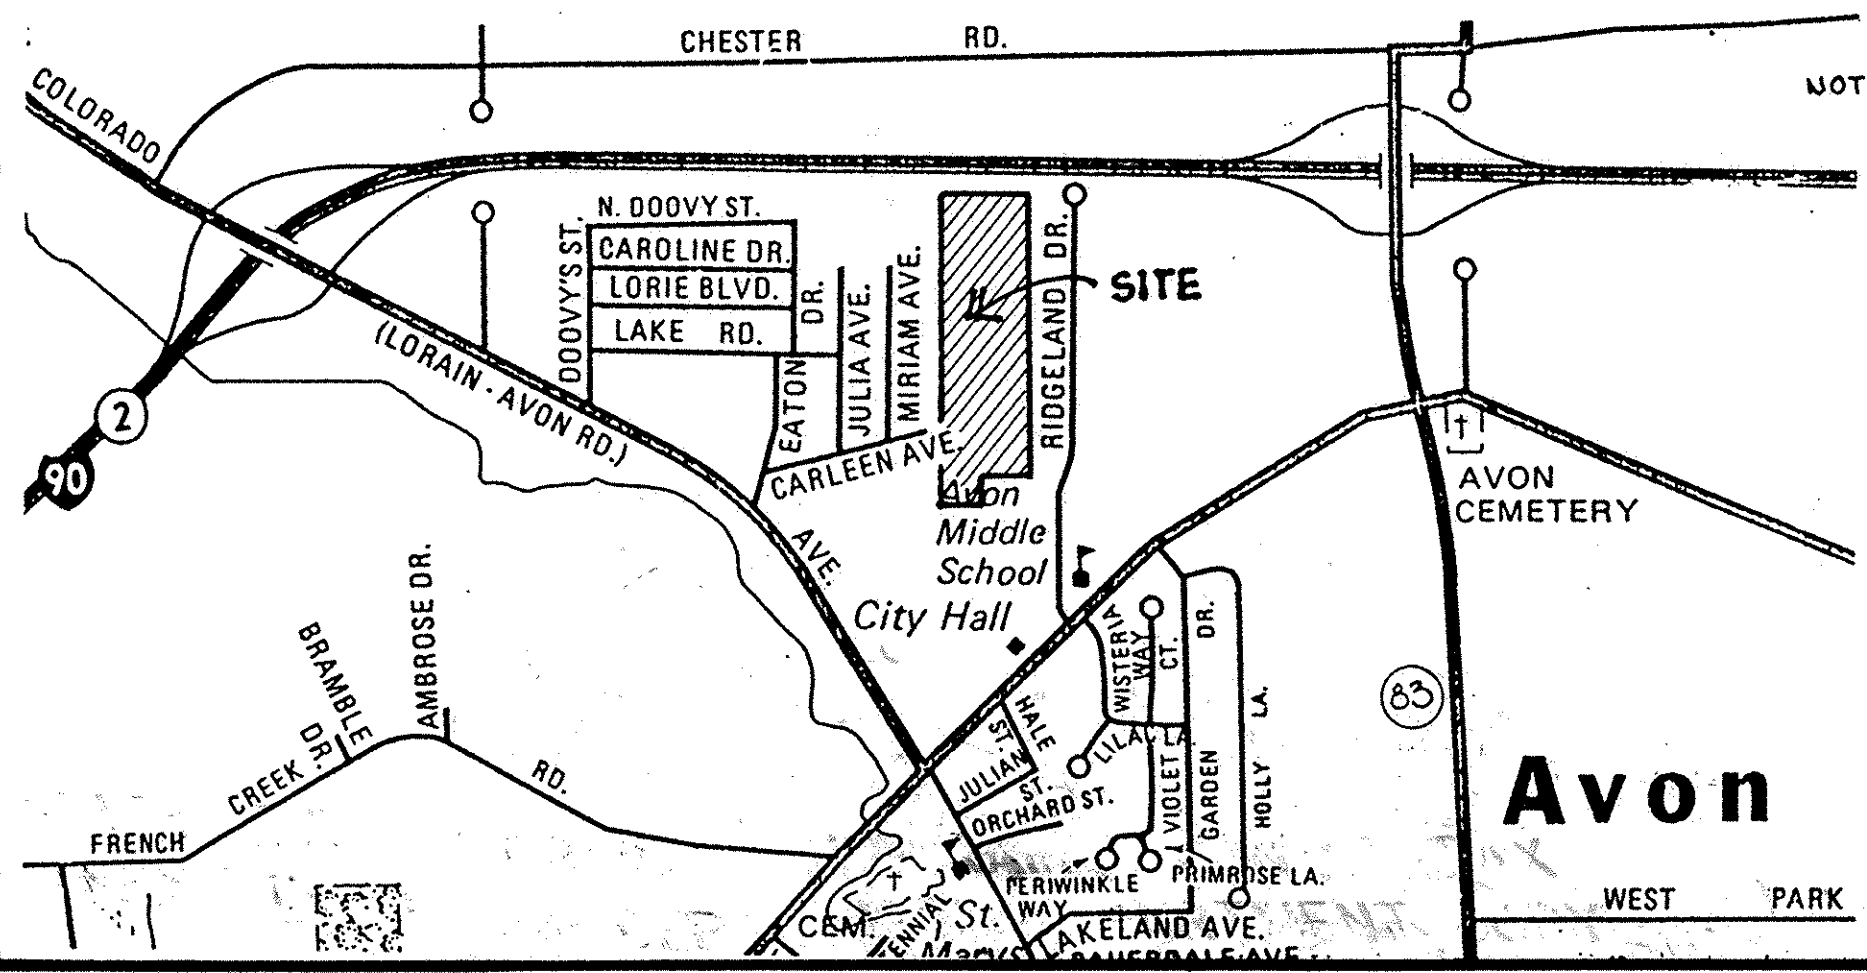 CHESTER RD.
COLORADO
NOT
N. DOOVY ST.
CAROLINE DR.
LORIE BLVD.
LAKE RD.
DOOVY'S ST.
DR.
EATON
JULIA AVE.
MIRIAM AVE.
RIDGELAND DR.
SITE
(LORAIN - AVON RD.)
2
90
CARLEEN AVE.
AVE.
Avon
Middle
School
City Hall
AVON
CEMETERY
AMBROSE DR.
BRAMBLE
DR.
CREEK
RD.
FRENCH
WISTERIA
WAY
CT.
DR.
HALE
ST.
JULIAN
ST.
ORCHARD ST.
LILAC LA.
VIOLET
GARDEN
HOLLY LA.
83
Avon
PERIWINKLE
WAY
PRIMROSE LA.
WEST PARK
CEM.
ENNIAL
St.
Marys
LAKELAND AVE.